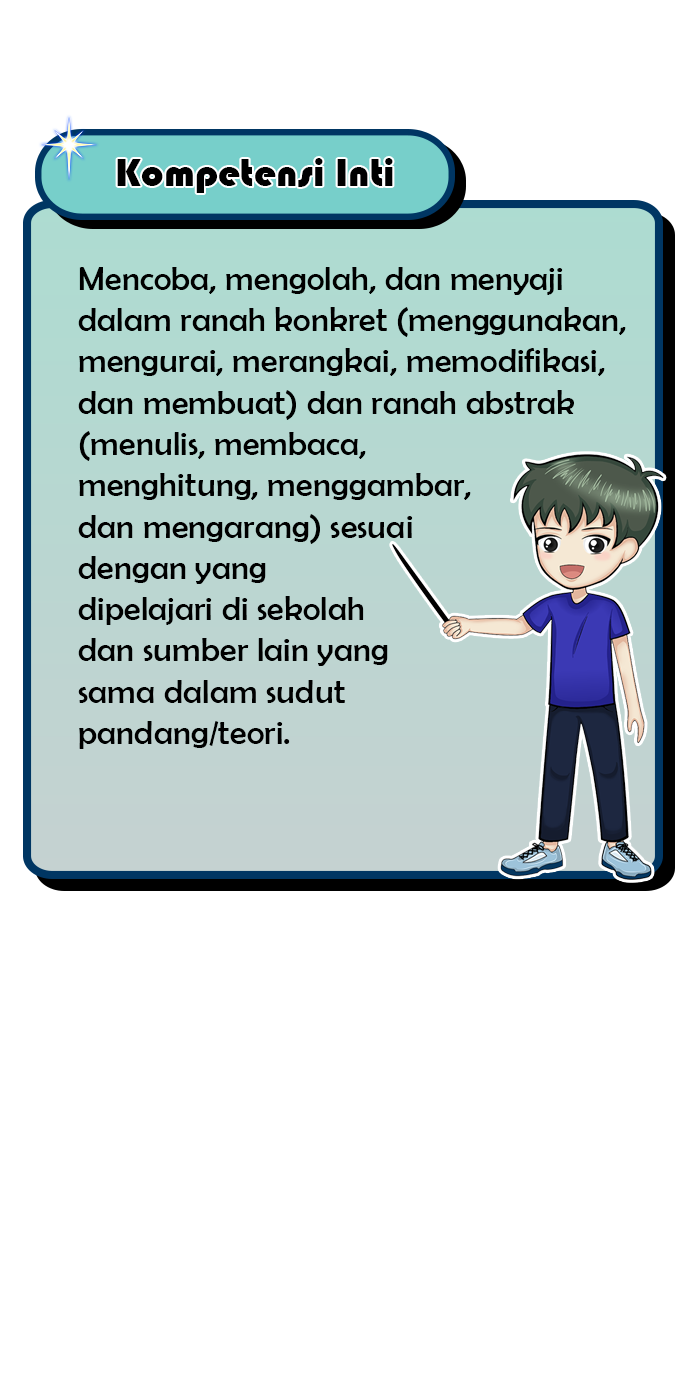 Kompetensi Inti
Mencoba, mengolah, dan menyaji
dalam ranah konkret (menggunakan,
mengurai, merangkai, memodifikasi,
dan membuat) dan ranah abstrak
(menulis, membaca,
menghitung, menggambar,
dan mengarang) sesuai
dengan yang
dipelajari di sekolah
dan sumber lain yang
sama dalam sudut
pandang/teori.